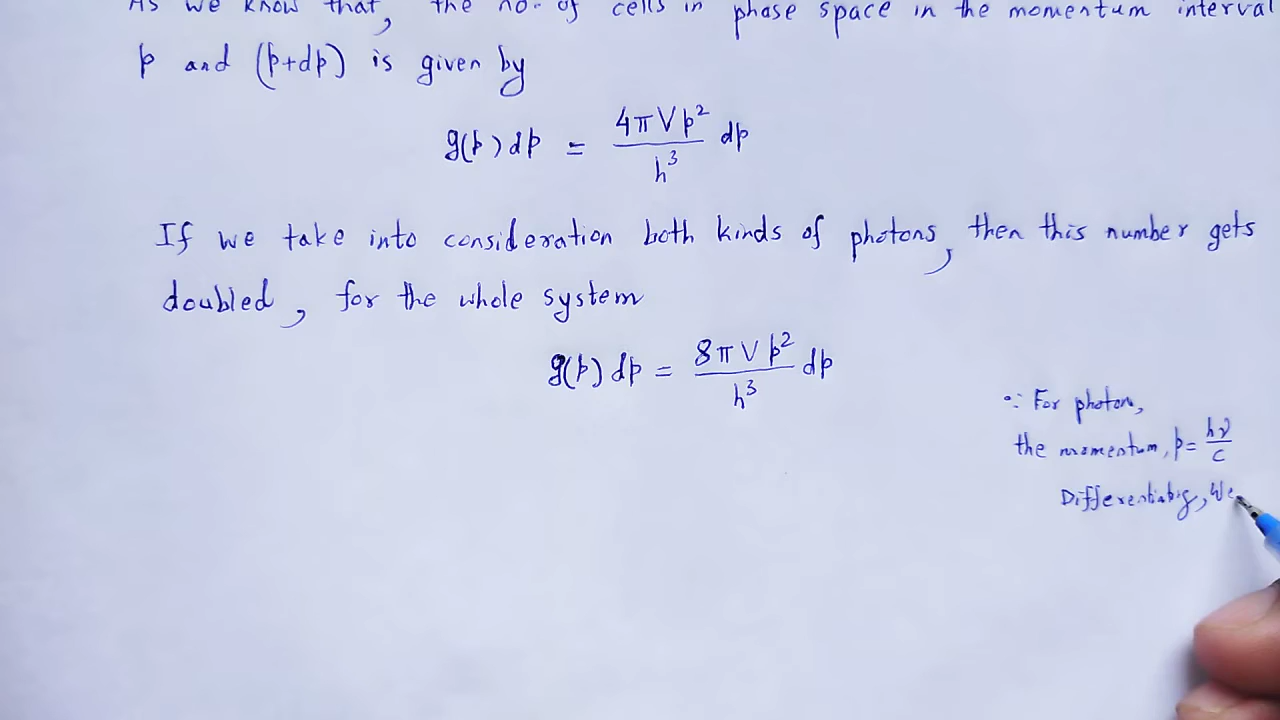 As we know that, the no. of cells in phase space in the momentum interval
p and (p+dp) is given by
g(p) dp = 4πVp²/h³ dp
If we take into consideration both kinds of photons, then this number gets
doubled, for the whole system
g(p) dp = 8πVp²/h³ dp
∵ For photon,
the momentum, p = hν/c
Differentiating, We